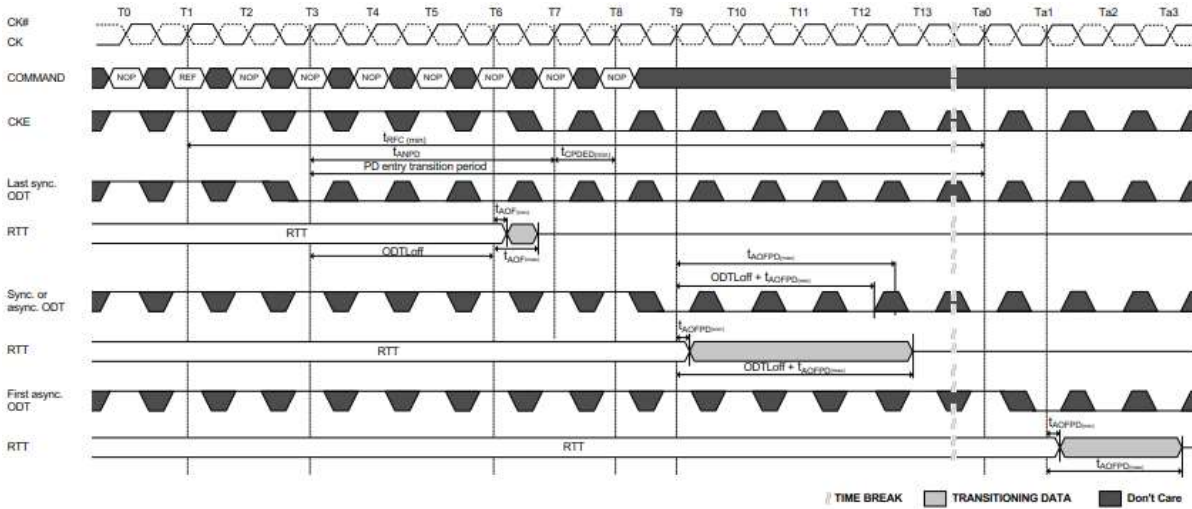 T0 T1 T2 T3 T4 T5 T6 T7 T8 T9 T10 T11 T12 T13 Ta0 Ta1 Ta2 Ta3
CK#
CK
COMMAND NOP REF NOP NOP NOP NOP NOP NOP NOP
CKE
tRFC (min)
tANPD tCPDED(min)
PD entry transition period
Last sync.
ODT
tAOF(min)
RTT RTT
ODTLoff tAOF(max)
tAOFPD(max)
ODTLoff + tAOFPD(min)
Sync. or
async. ODT
tAOFPD(min)
RTT RTT
ODTLoff + tAOFPD(max)
First async.
ODT
tAOFPD(min)
RTT RTT
tAOFPD(max)
TIME BREAK TRANSITIONING DATA Don't Care